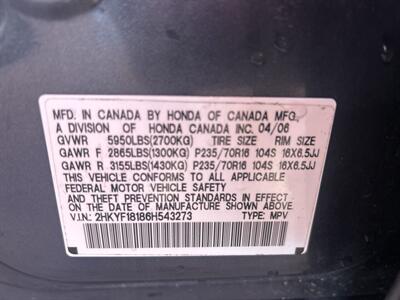 MFD. IN CANADA BY HONDA OF CANADA MFG.,
A DIVISION OF HONDA CANADA INC. 04/06
GVWR 5950LBS(2700KG) TIRE SIZE RIM SIZE
GAWR F 2865LBS(1300KG) P235/70R16 104S 16X6.5JJ
GAWR R 3155LBS(1430KG) P235/70R16 104S 16X6.5JJ
THIS VEHICLE CONFORMS TO ALL APPLICABLE
FEDERAL MOTOR VEHICLE SAFETY
AND THEFT PREVENTION STANDARDS IN EFFECT ON
THE DATE OF MANUFACTURE SHOWN ABOVE.
V.I.N: 2HKYF18186H543273 TYPE: MPV